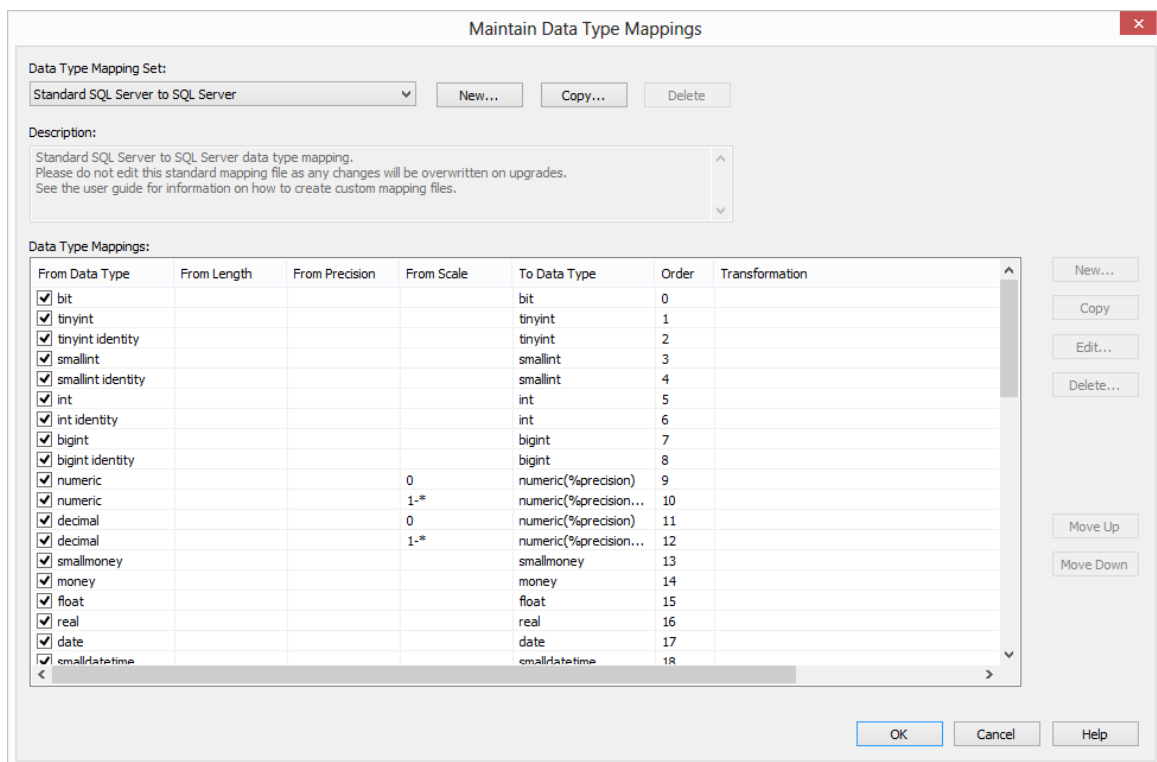 Maintain Data Type Mappings
Data Type Mapping Set:
Standard SQL Server to SQL Server New... Copy... Delete
Description:
Standard SQL Server to SQL Server data type mapping.
Please do not edit this standard mapping file as any changes will be overwritten on upgrades.
See the user guide for information on how to create custom mapping files.
Data Type Mappings:
From Data Type From Length From Precision From Scale To Data Type Order Transformation
bit bit 0
tinyint tinyint 1
tinyint identity tinyint 2
smallint smallint 3
smallint identity smallint 4
int int 5
int identity int 6
bigint bigint 7
bigint identity bigint 8
numeric 0 numeric(%precision) 9
numeric 1-* numeric(%precision... 10
decimal 0 numeric(%precision) 11
decimal 1-* numeric(%precision... 12
smallmoney smallmoney 13
money money 14
float float 15
real real 16
date date 17
smalldatetime smalldatetime 18
New...
Copy
Edit...
Delete...
Move Up
Move Down
OK Cancel Help